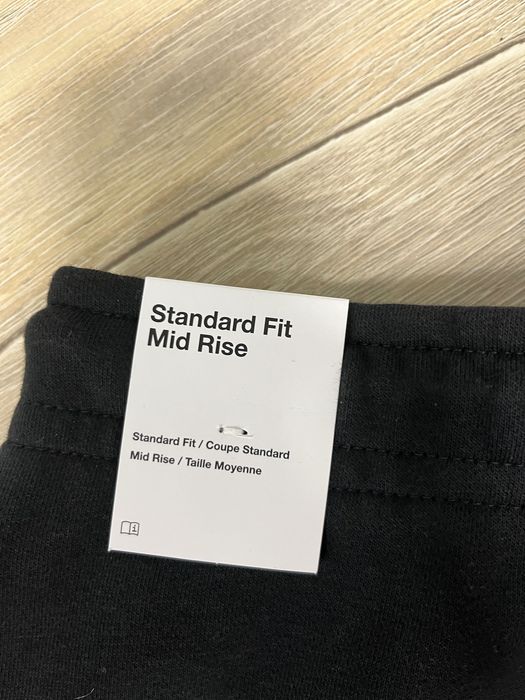 Standard Fit
Mid Rise
Standard Fit / Coupe Standard
Mid Rise / Taille Moyenne
i